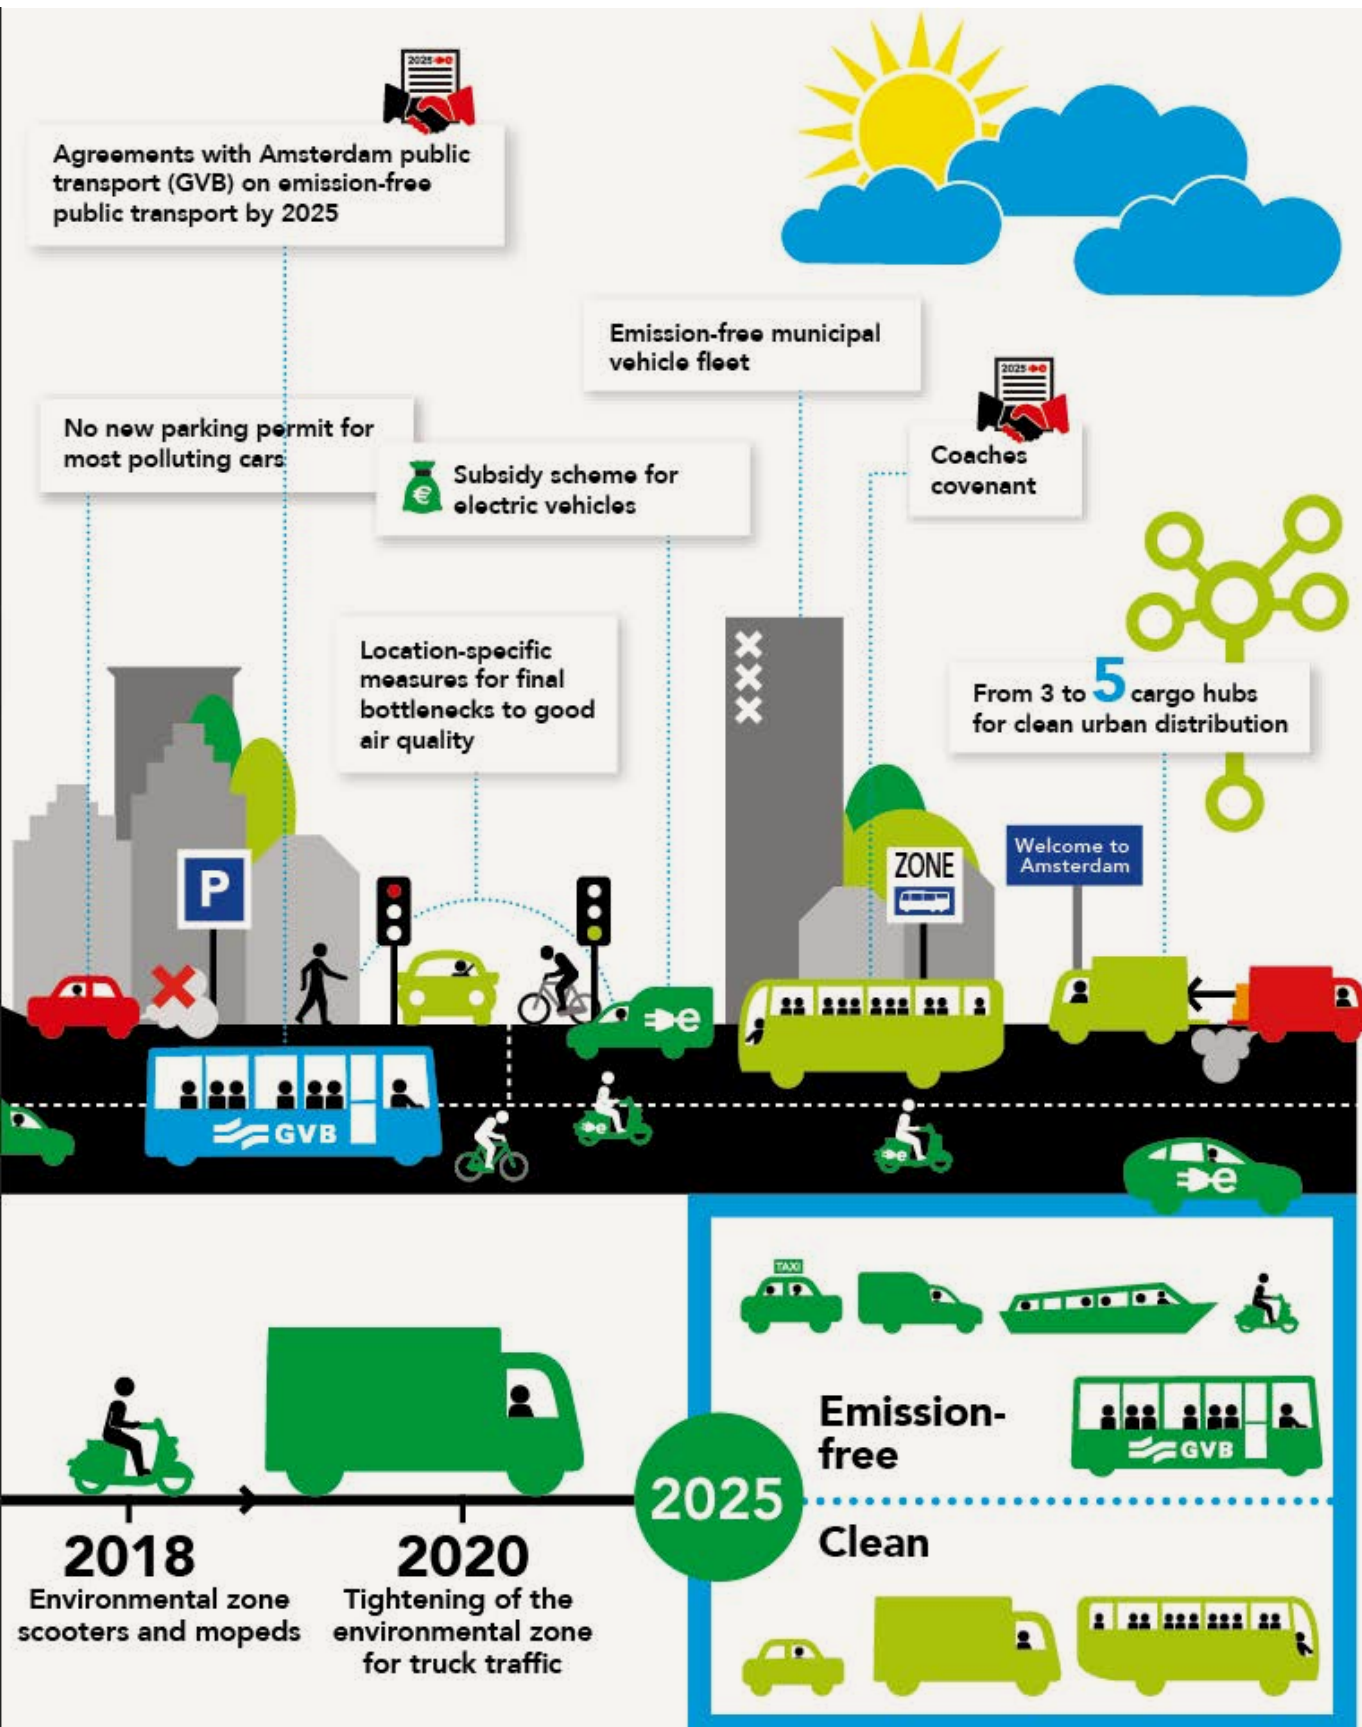 2025
Agreements with Amsterdam public
transport (GVB) on emission-free
public transport by 2025
Emission-free municipal
vehicle fleet
2025
Coaches
covenant
No new parking permit for
most polluting cars
€
Subsidy scheme for
electric vehicles
Location-specific
measures for final
bottlenecks to good
air quality
From 3 to 5 cargo hubs
for clean urban distribution
Welcome to
Amsterdam
ZONE
P
e
GVB
e
e
e
TAXI
Emission-
free
GVB
2025
Clean
2018
Environmental zone
scooters and mopeds
2020
Tightening of the
environmental zone
for truck traffic